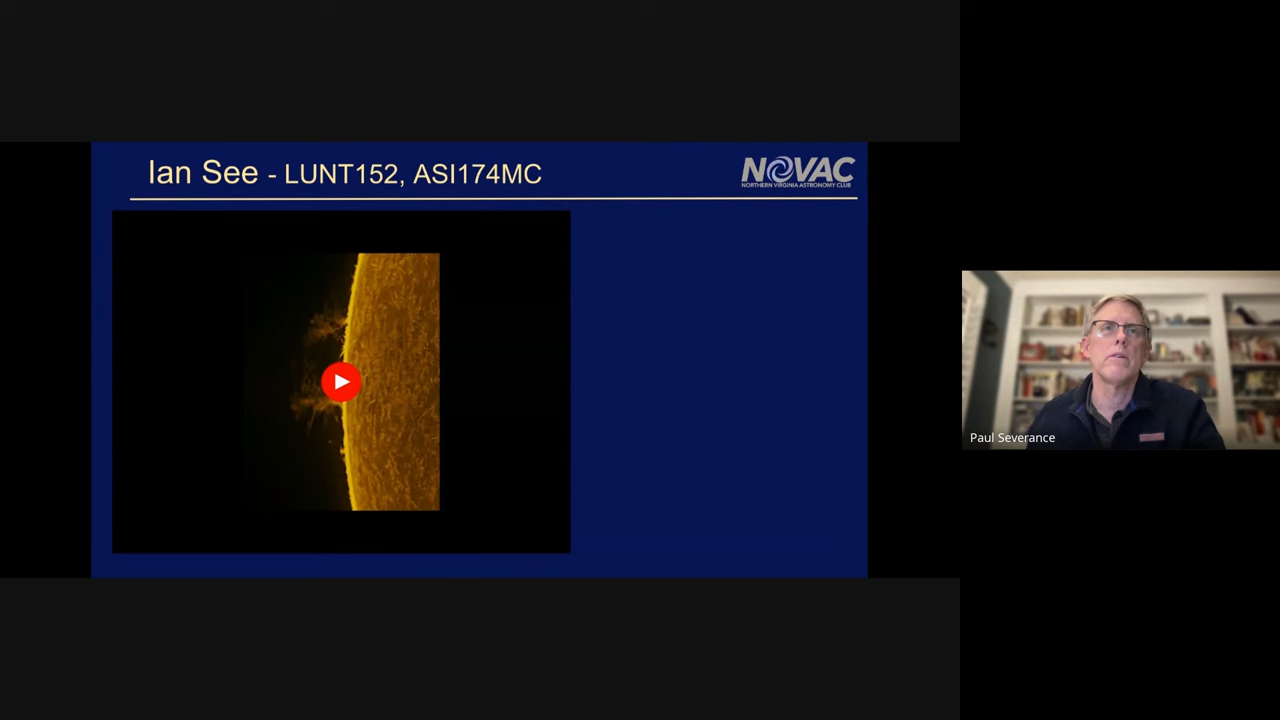 Ian See - LUNT152, ASI174MC
NOVAC
NORTHERN VIRGINIA ASTRONOMY CLUB
Paul Severance